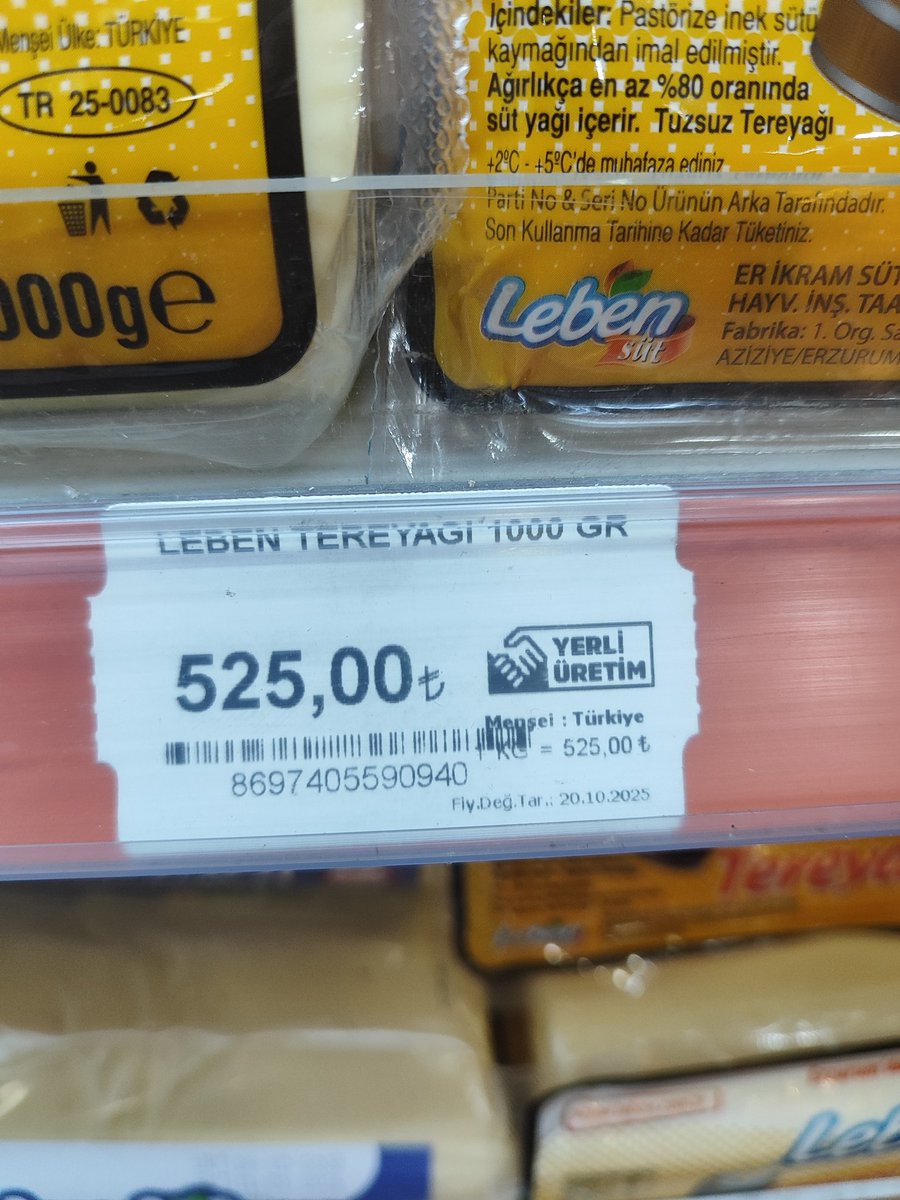 Menşei Ülke: TÜRKİYE
TR 25-0083
000g e
İçindekiler: Pastörize inek sütü
kaymağından imal edilmiştir.
Ağırlıkça en az %80 oranında
süt yağı içerir. Tuzsuz Tereyağı
+2ºC - +5ºC'de muhafaza ediniz
Parti No & Seri No Ürünün Arka Tarafındadır.
Son Kullanma Tarihine Kadar Tüketiniz.
Leben
süt
ER İKRAM SÜT
HAYV. İNŞ. TAA
Fabrika: 1. Org. Sa
AZİZİYE/ERZURUM
LEBEN TEREYAGI 1000 GR
525,00₺
YERLİ
ÜRETİM
Menşei : Türkiye
1 KG = 525,00 ₺
8697405590940
Fiy.Değ.Tar.: 20.10.2025
Tereya
Leb